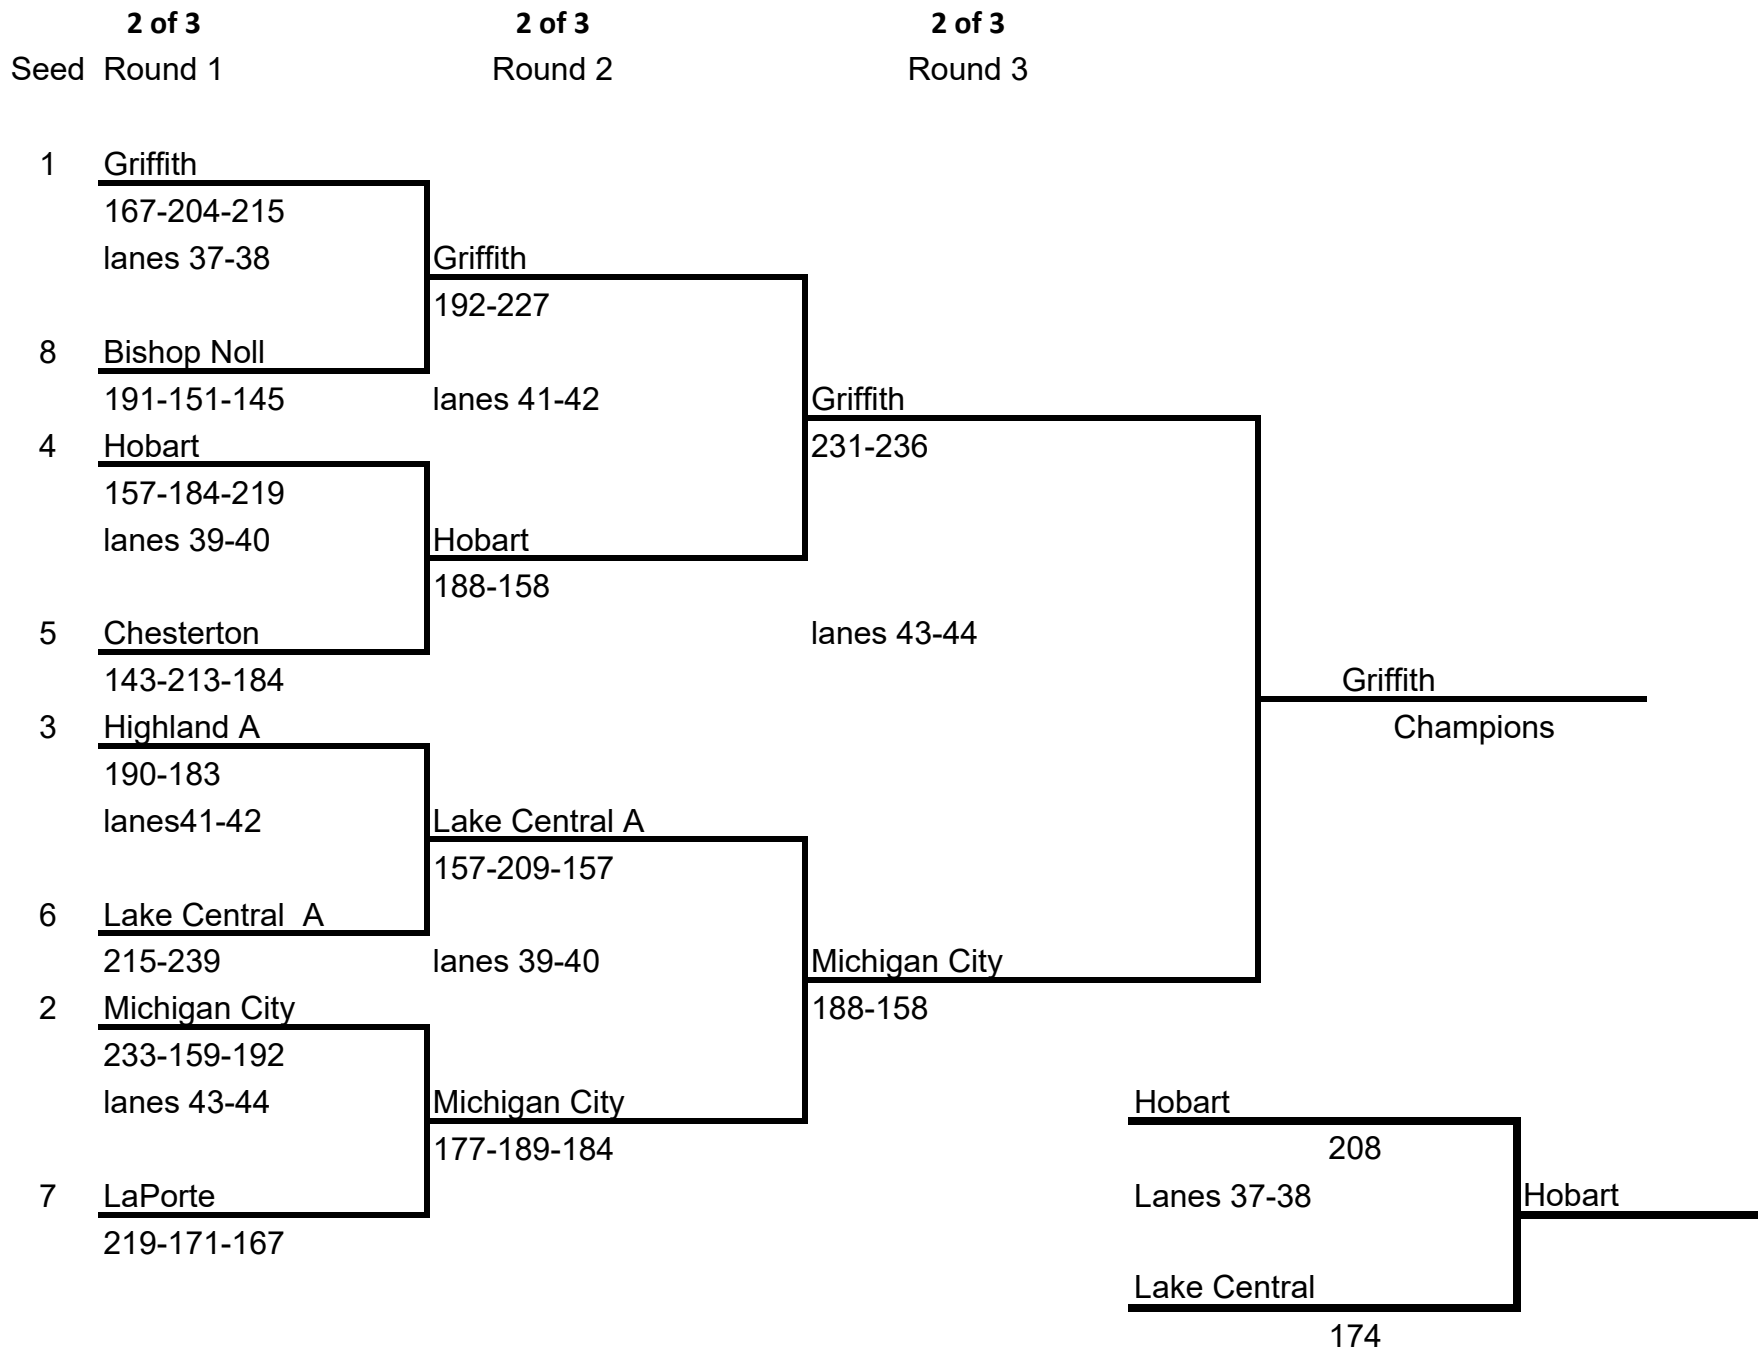 2 of 3 2 of 3 2 of 3
Seed Round 1 Round 2 Round 3
1 Griffith
167-204-215
lanes 37-38 Griffith
192-227
8 Bishop Noll
191-151-145 lanes 41-42 Griffith
4 Hobart 231-236
157-184-219
lanes 39-40 Hobart
188-158
5 Chesterton lanes 43-44
143-213-184 Griffith
3 Highland A Champions
190-183
lanes41-42 Lake Central A
157-209-157
6 Lake Central  A
215-239 lanes 39-40 Michigan City
2 Michigan City 188-158
233-159-192
lanes 43-44 Michigan City Hobart
177-189-184 208
7 LaPorte Lanes 37-38 Hobart
219-171-167
Lake Central
174